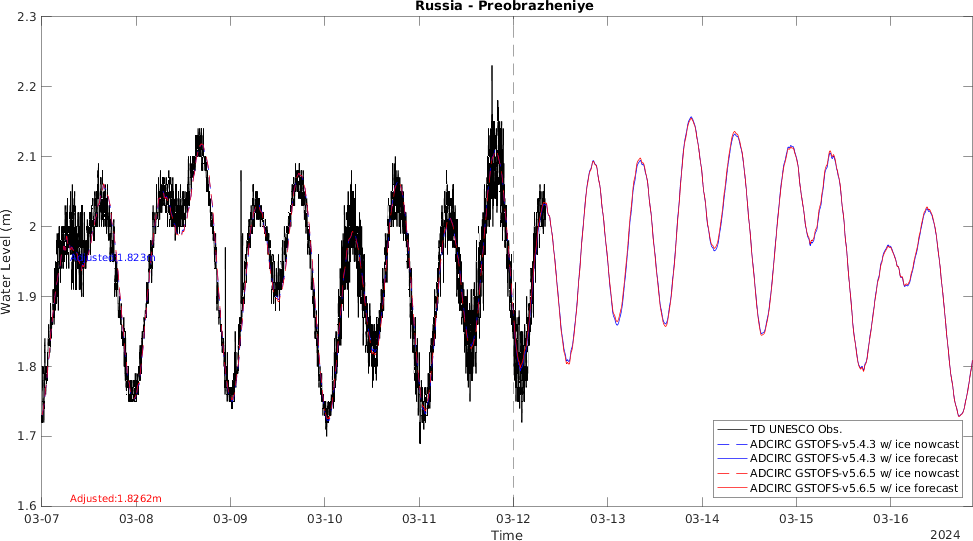 Russia - Preobrazheniye
Water Level (m)
2.3
2.2
2.1
2
1.9
1.8
1.7
1.6
Adjusted:1.823m
Adjusted:1.8262m
TD UNESCO Obs.
ADCIRC GSTOFS-v5.4.3 w/ ice nowcast
ADCIRC GSTOFS-v5.4.3 w/ ice forecast
ADCIRC GSTOFS-v5.6.5 w/ ice nowcast
ADCIRC GSTOFS-v5.6.5 w/ ice forecast
03-07 03-08 03-09 03-10 03-11 03-12 03-13 03-14 03-15 03-16
Time
2024